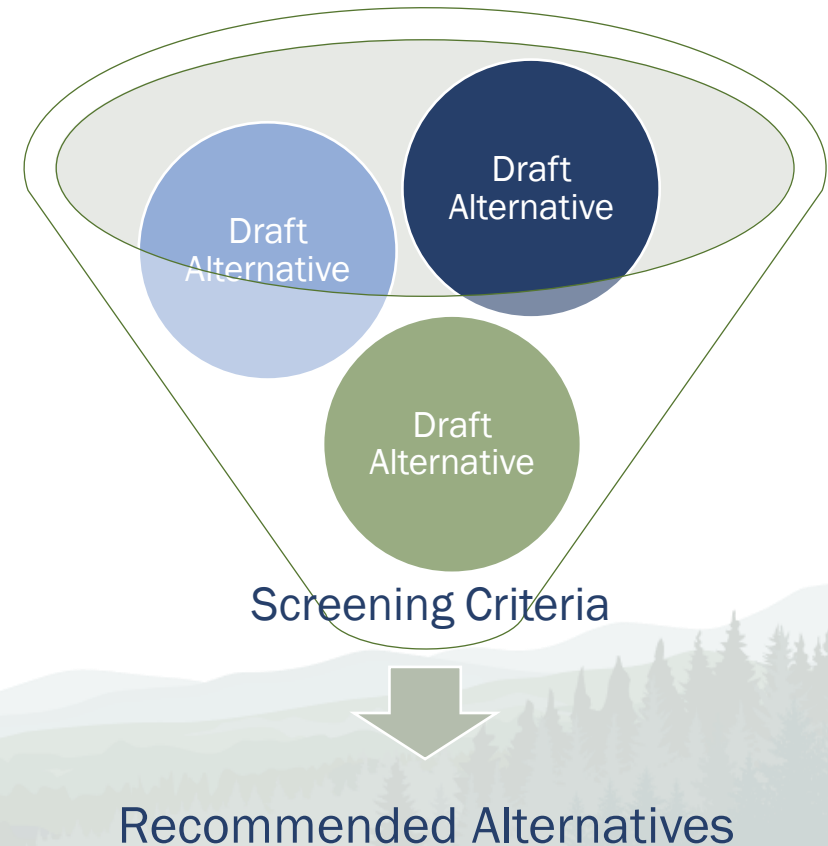 Draft
Alternative
Draft
Alternative
Draft
Alternative
Screening Criteria
Recommended Alternatives